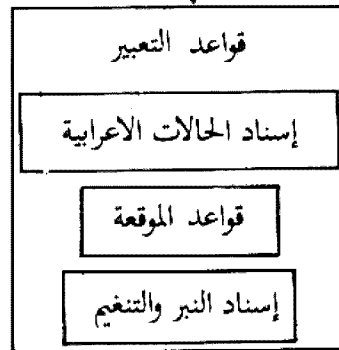 قواعد التعبير
إسناد الحالات الاعرابية
قواعد الموقعة
إسناد النبر والتنغيم